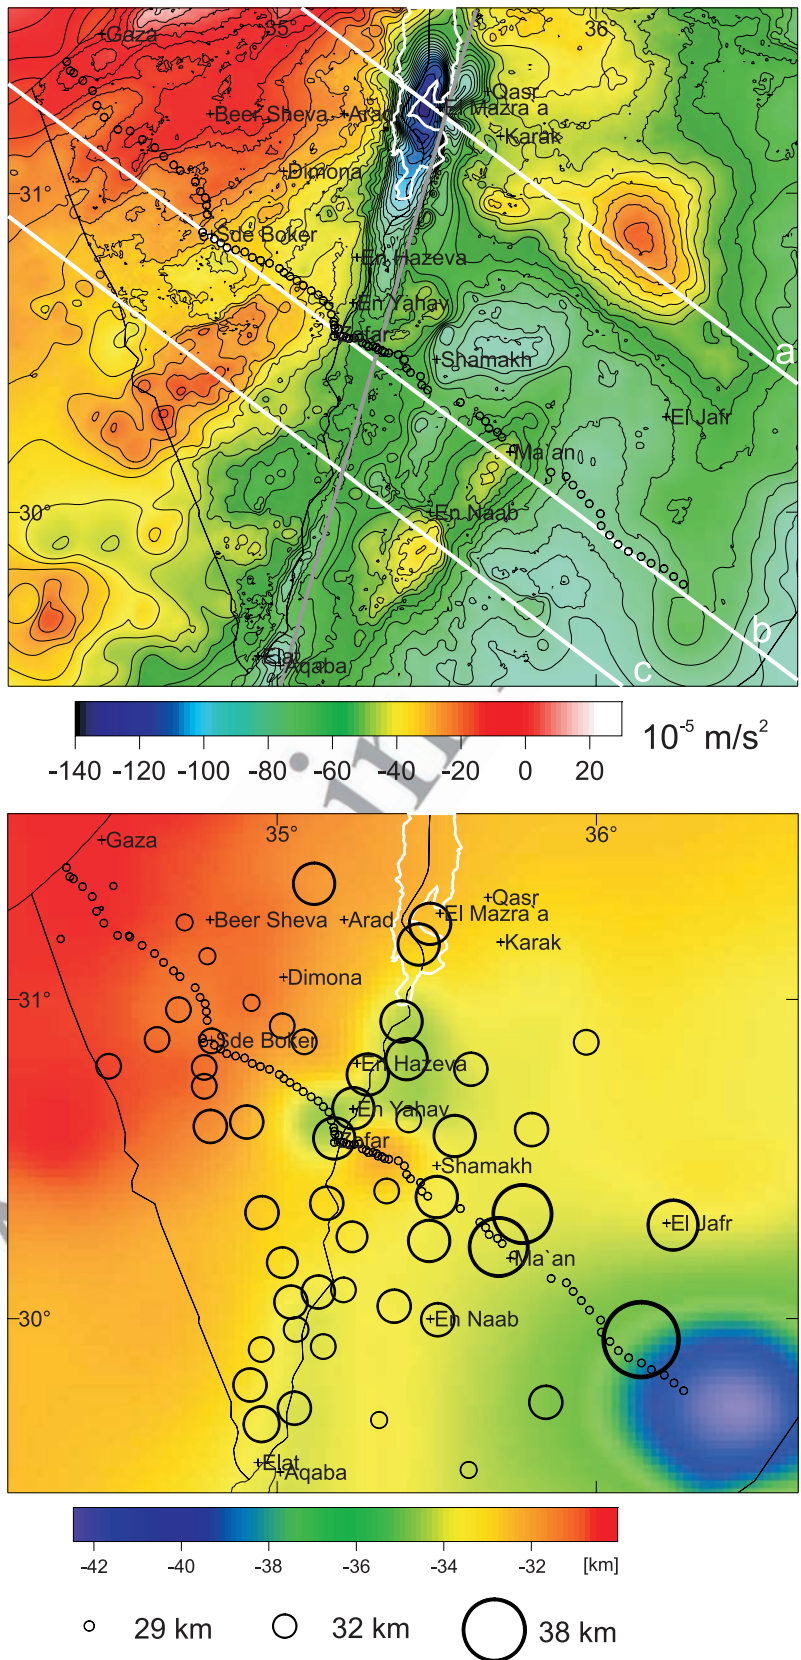 Gaza
35°
36°
Beer Sheva
Arad
Qasr
El Mazra`a
Karak
31°
Dimona
Sde Boker
En Hazeva
En Yahav
Zofar
Shamakh
a
El Jafr
Ma`an
30°
En Naab
b
Elat
Aqaba
c
-140 -120 -100 -80 -60 -40 -20 0 20
10-5 m/s2
35°
36°
Gaza
Qasr
Beer Sheva
Arad
El Mazra`a
Karak
Dimona
31°
Sde Boker
En Hazeva
En Yahav
Zofar
Shamakh
El Jafr
Ma`an
30°
En Naab
Elat
Aqaba
-42 -40 -38 -36 -34 -32 [km]
29 km 32 km 38 km